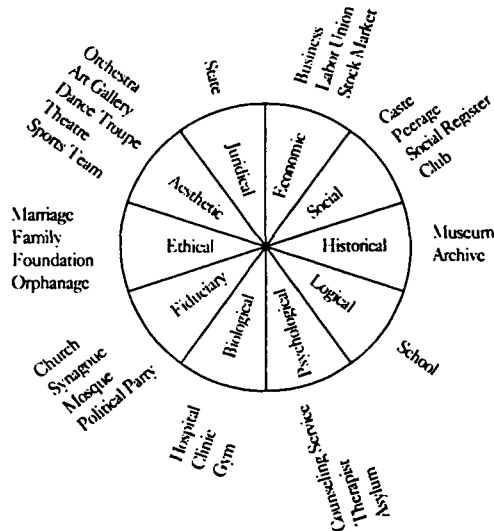 Business
Labor Union
Stock Market
State
Orchestra
Art Gallery
Dance Troupe
Theatre
Sports Team
Caste
Peerage
Social Register
Club
Juridical
Economic
Aesthetic
Social
Marriage
Family
Foundation
Orphanage
Ethical
Historical
Museum
Archive
Fiduciary
Logical
Biological
Psychological
School
Church
Synagoue
Mosque
Political Party
Hospital
Clinic
Gym
Counseling Service
Therapist
Asylum